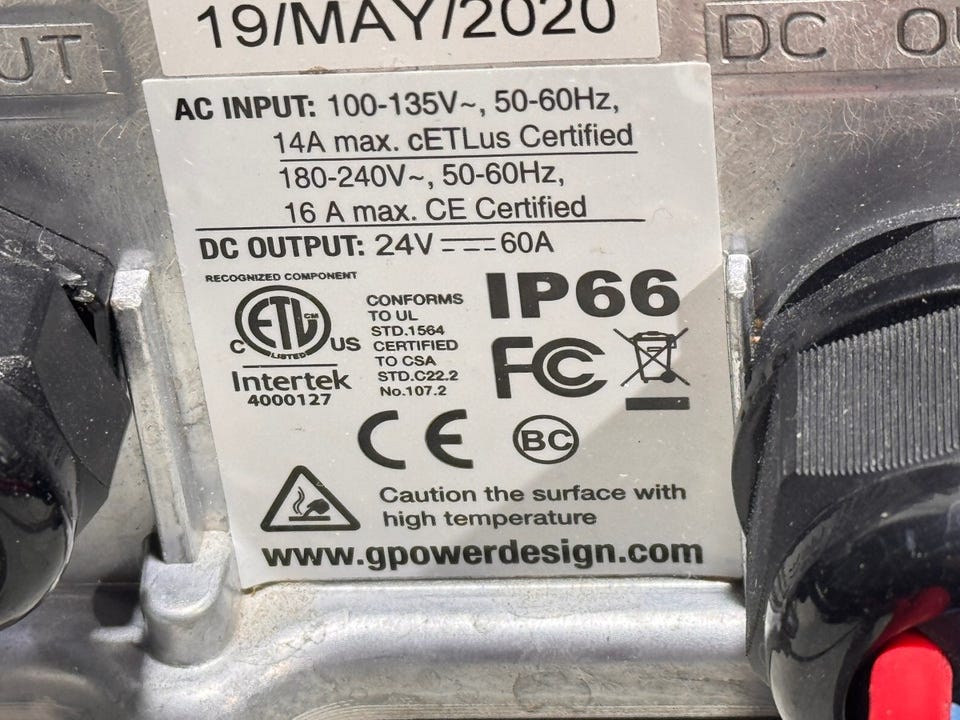 19/MAY/2020
UT
DC OU
AC INPUT: 100-135V~, 50-60Hz,
14A max. cETLus Certified
180-240V~, 50-60Hz,
16 A max. CE Certified
DC OUTPUT: 24V ⎓ 60A
RECOGNIZED COMPONENT
ETL CM
LISTED
C US
Intertek
4000127
CONFORMS
TO UL
STD.1564
CERTIFIED
TO CSA
STD.C22.2
No.107.2
IP66
FC
CE
BC
Caution the surface with
high temperature
www.gpowerdesign.com